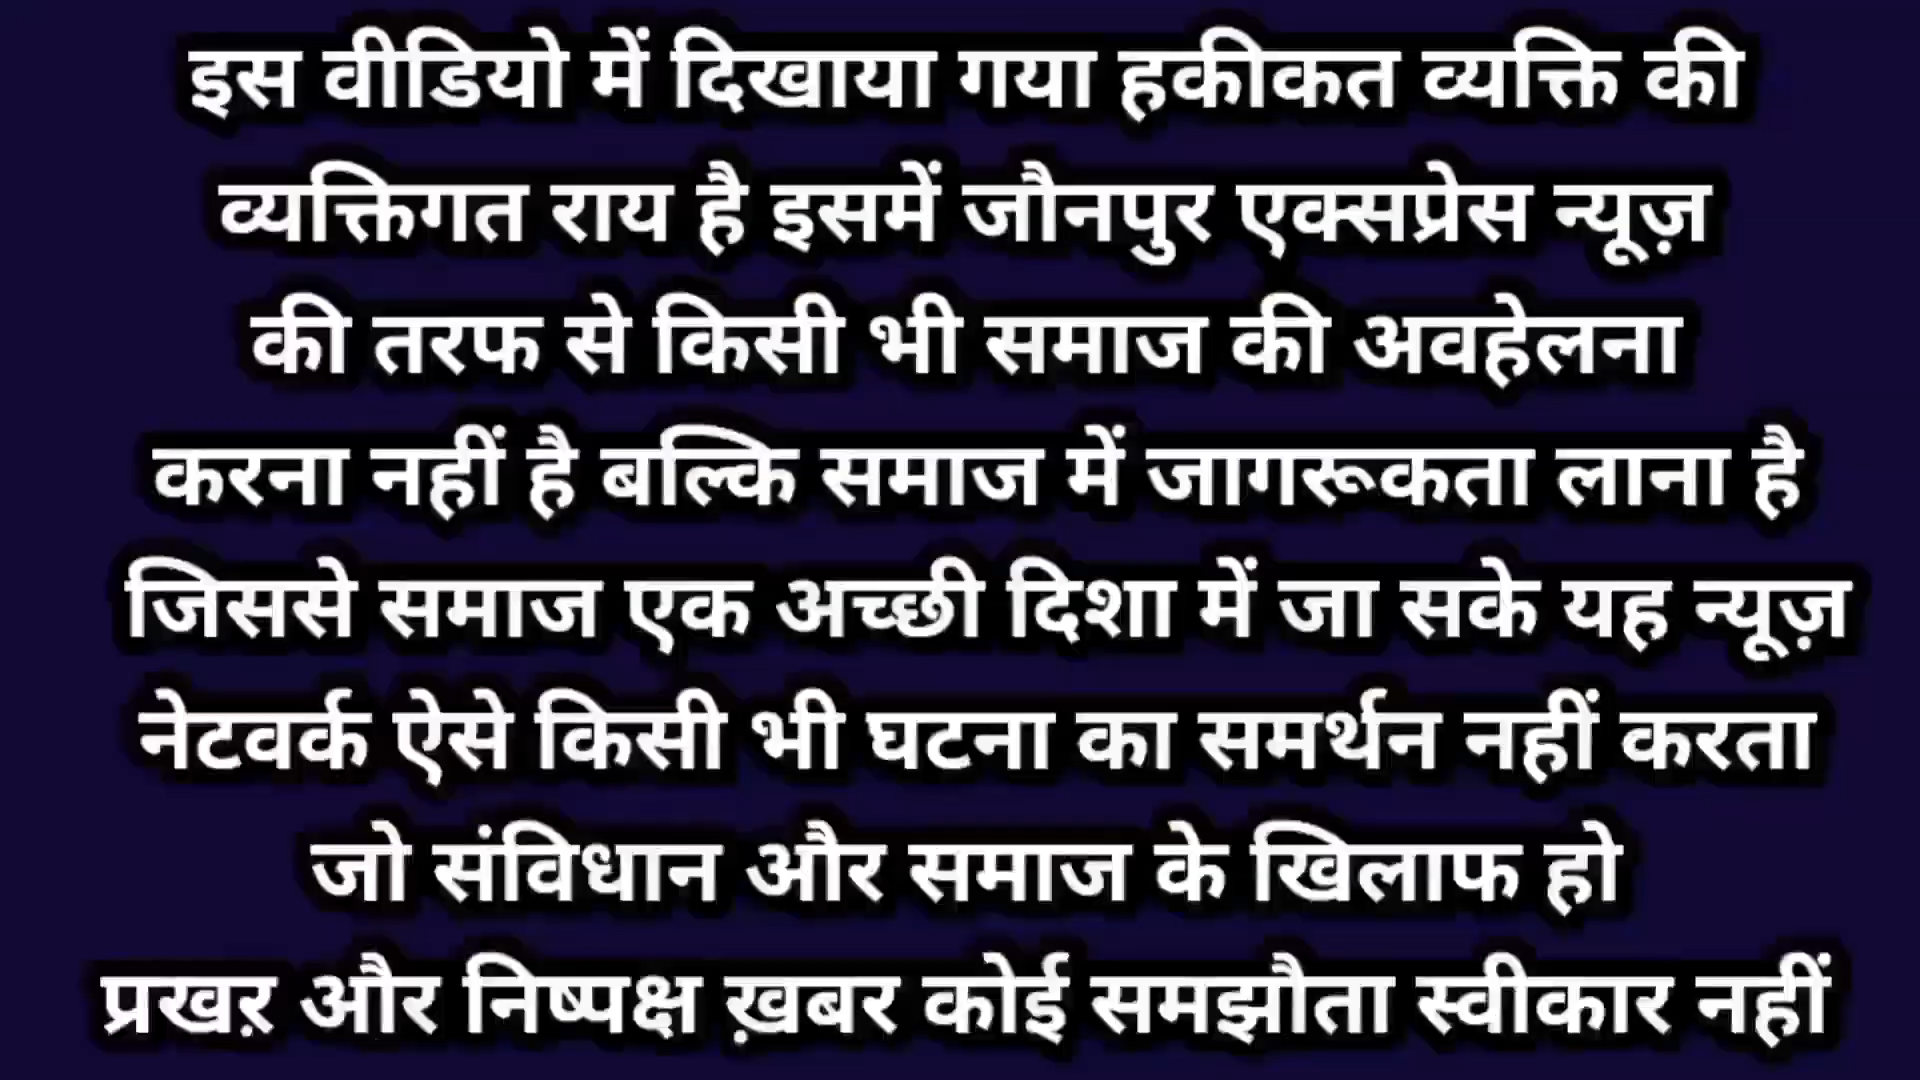 इस वीडियो में दिखाया गया हकीकत व्यक्ति की
व्यक्तिगत राय है इसमें जौनपुर एक्सप्रेस न्यूज़
की तरफ से किसी भी समाज की अवहेलना
करना नहीं है बल्कि समाज में जागरूकता लाना है
जिससे समाज एक अच्छी दिशा में जा सके यह न्यूज़
नेटवर्क ऐसे किसी भी घटना का समर्थन नहीं करता
जो संविधान और समाज के खिलाफ हो
प्रखऱ और निष्पक्ष ख़बर कोई समझौता स्वीकार नहीं